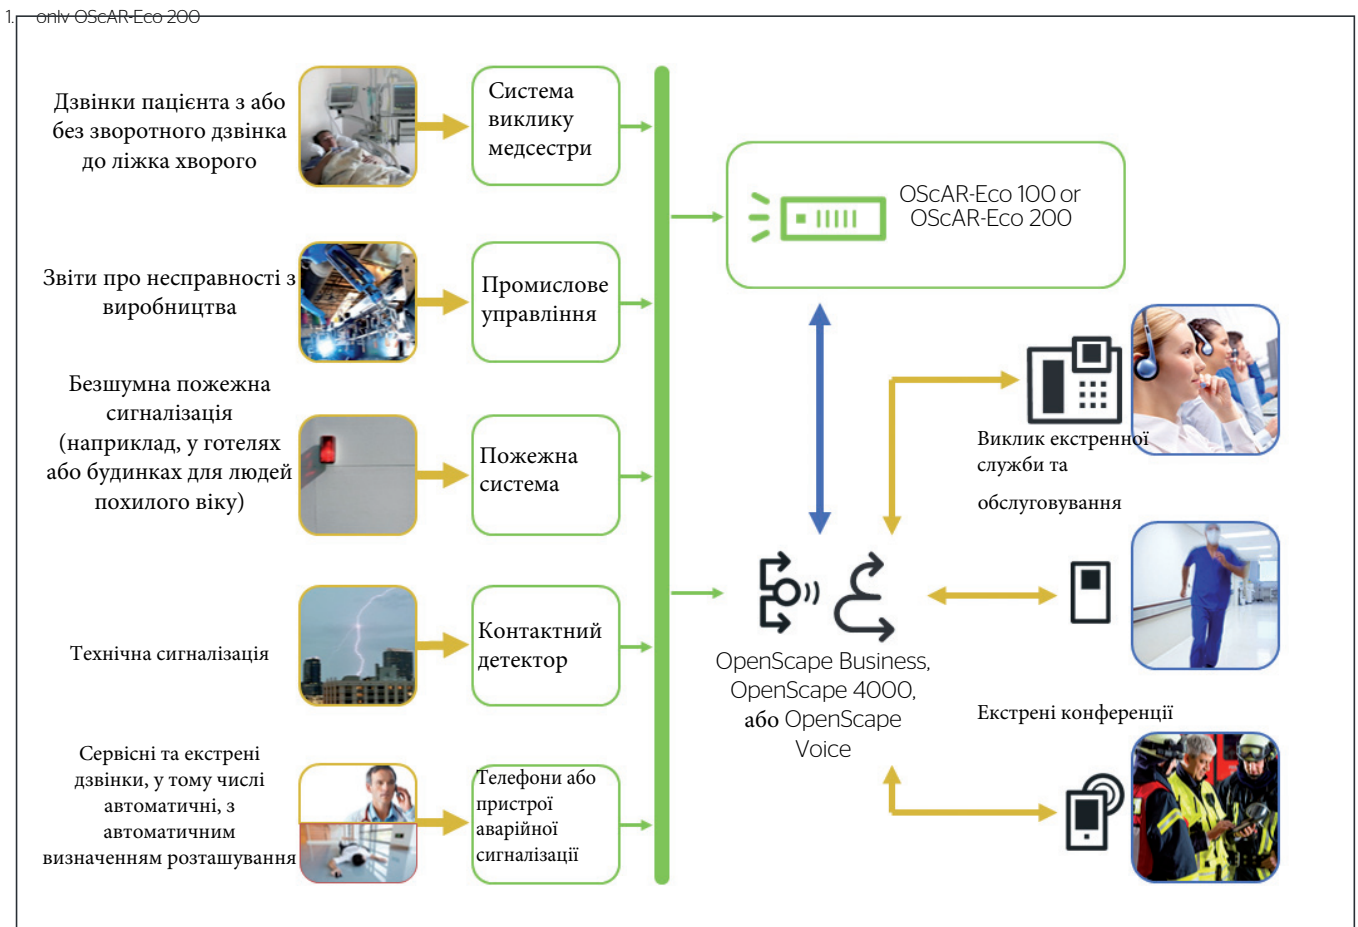 1. only OScAR-Eco 200
Дзвінки пацієнта з або
без зворотного дзвінка
до ліжка хворого
Система
виклику
медсестри
OScAR-Eco 100 or
OScAR-Eco 200
Звіти про несправності з
виробництва
Промислове
управління
Безшумна пожежна
сигналізація
(наприклад, у готелях
або будинках для людей
похилого віку)
Пожежна
система
Виклик екстренної
служби та
обслуговування
Технічна сигналізація
Контактний
детектор
OpenScape Business,
OpenScape 4000,
або OpenScape
Voice
Екстрені конференції
Сервісні та екстрені
дзвінки, у тому числі
автоматичні, з
автоматичним
визначенням розташування
Телефони або
пристрої
аварійної
сигналізації